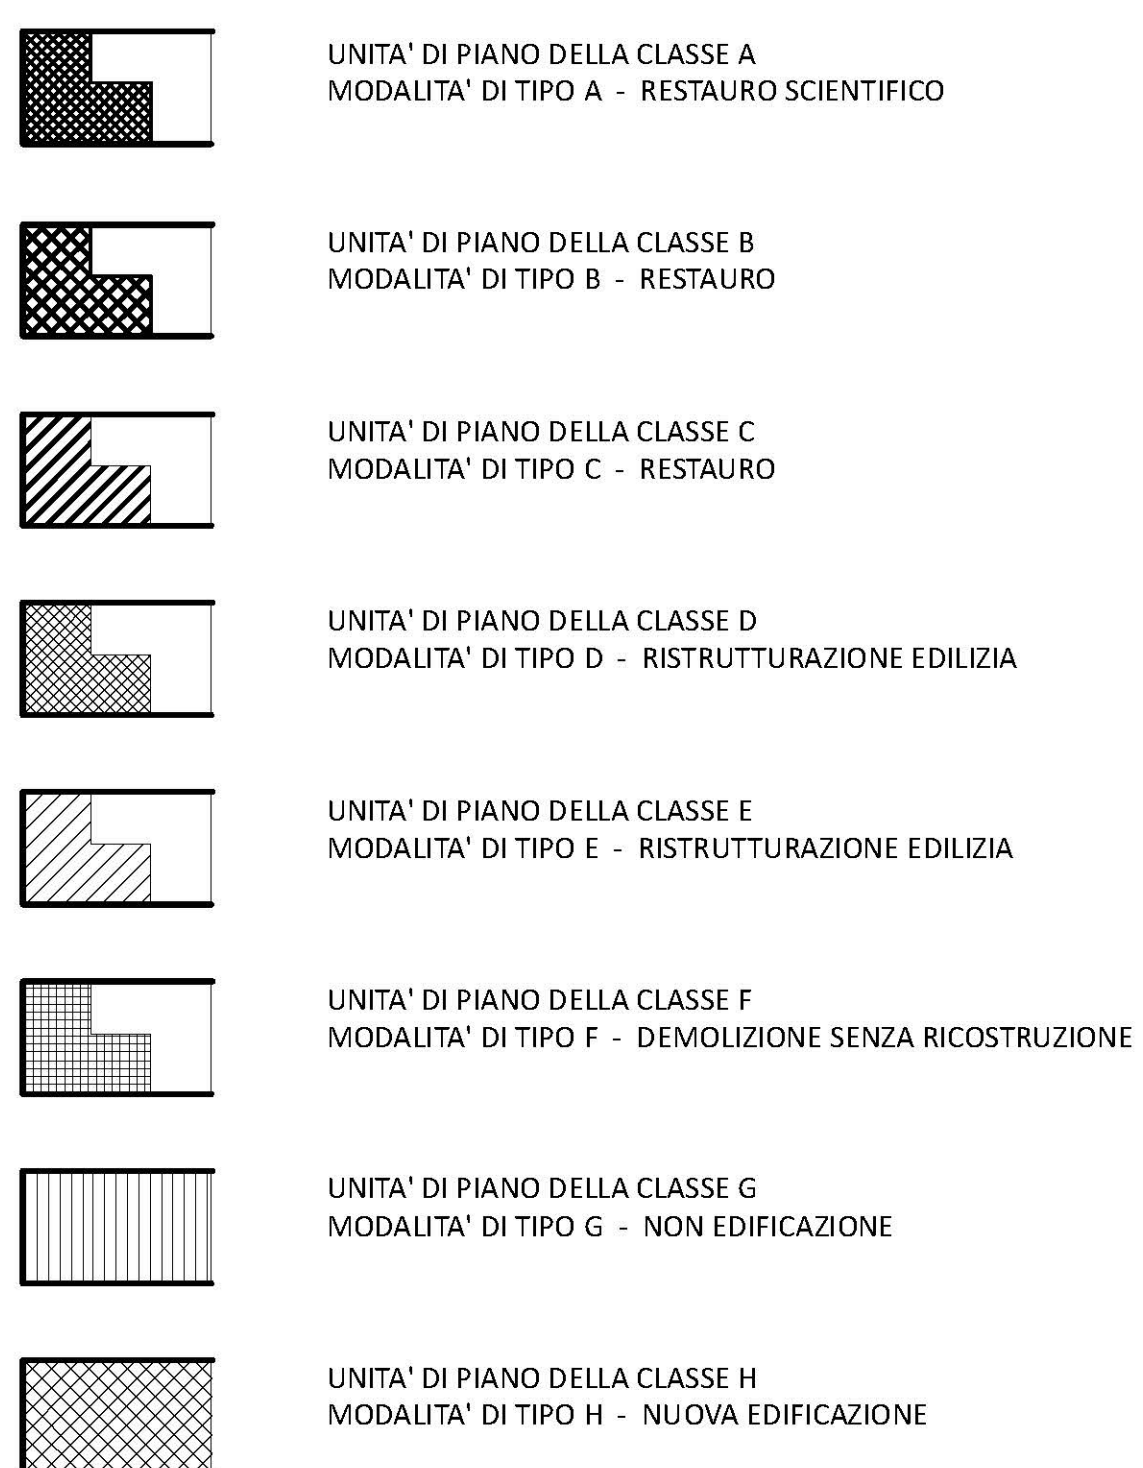 UNITA' DI PIANO DELLA CLASSE A
MODALITA' DI TIPO A - RESTAURO SCIENTIFICO
UNITA' DI PIANO DELLA CLASSE B
MODALITA' DI TIPO B - RESTAURO
UNITA' DI PIANO DELLA CLASSE C
MODALITA' DI TIPO C - RESTAURO
UNITA' DI PIANO DELLA CLASSE D
MODALITA' DI TIPO D - RISTRUTTURAZIONE EDILIZIA
UNITA' DI PIANO DELLA CLASSE E
MODALITA' DI TIPO E - RISTRUTTURAZIONE EDILIZIA
UNITA' DI PIANO DELLA CLASSE F
MODALITA' DI TIPO F - DEMOLIZIONE SENZA RICOSTRUZIONE
UNITA' DI PIANO DELLA CLASSE G
MODALITA' DI TIPO G - NON EDIFICAZIONE
UNITA' DI PIANO DELLA CLASSE H
MODALITA' DI TIPO H - NUOVA EDIFICAZIONE